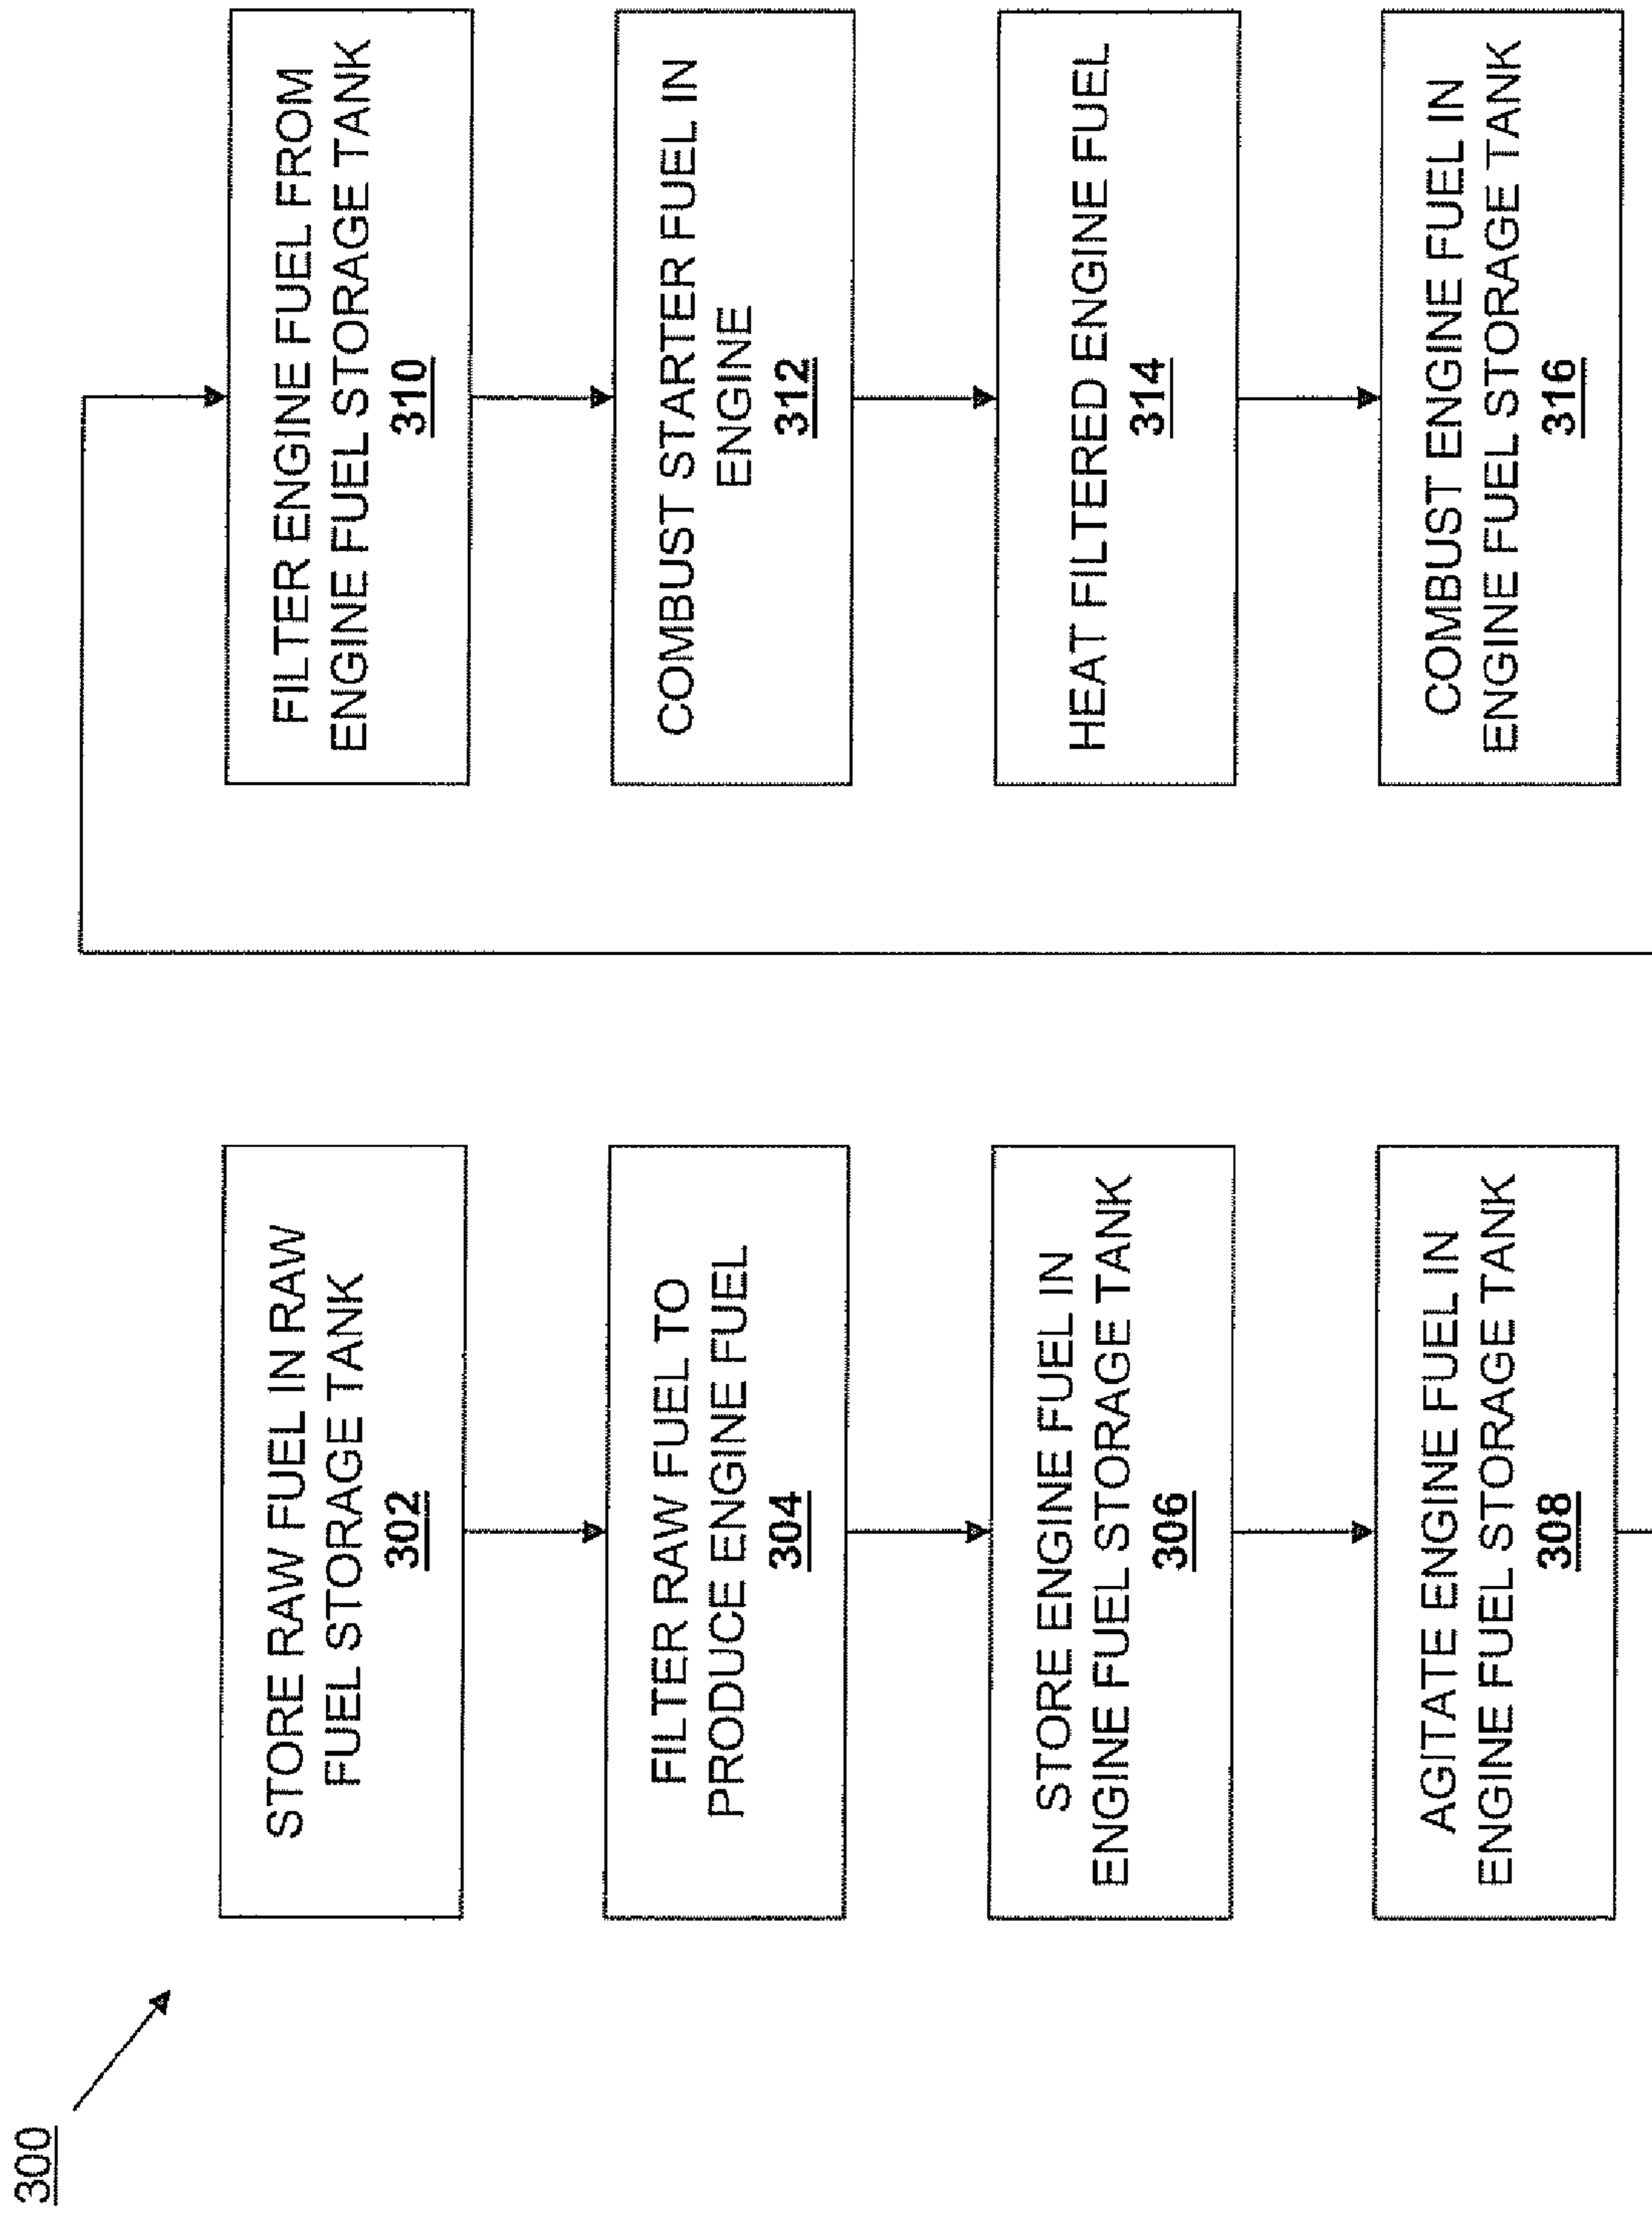 300
STORE RAW FUEL IN RAW
FUEL STORAGE TANK
302
FILTER RAW FUEL TO
PRODUCE ENGINE FUEL
304
STORE ENGINE FUEL IN
ENGINE FUEL STORAGE TANK
306
AGITATE ENGINE FUEL IN
ENGINE FUEL STORAGE TANK
308
FILTER ENGINE FUEL FROM
ENGINE FUEL STORAGE TANK
310
COMBUST STARTER FUEL IN
ENGINE
312
HEAT FILTERED ENGINE FUEL
314
COMBUST ENGINE FUEL IN
ENGINE FUEL STORAGE TANK
316